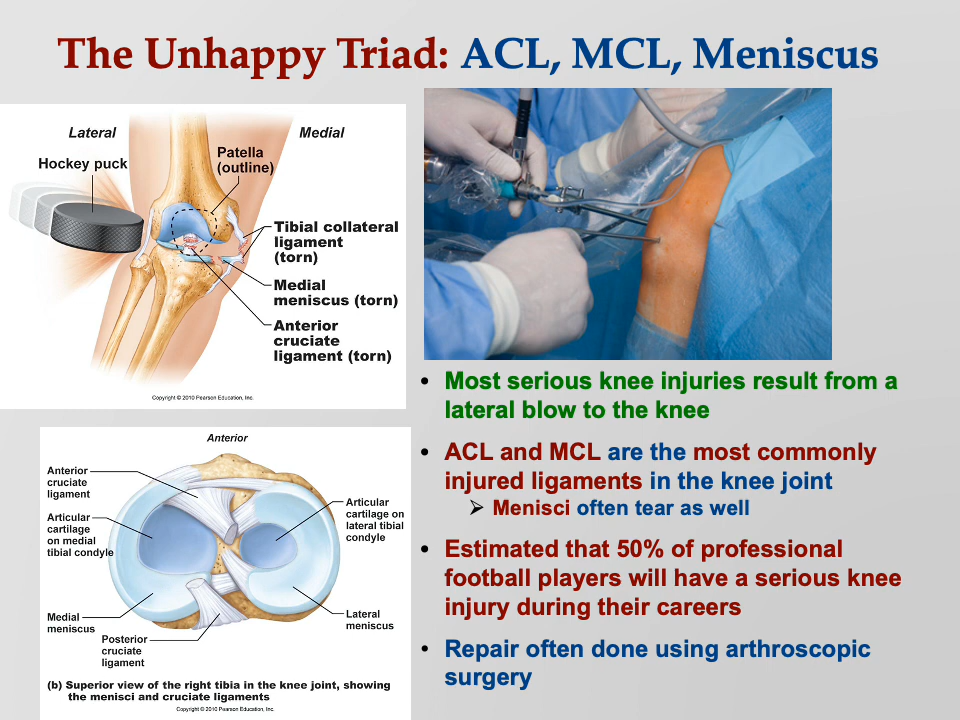 The Unhappy Triad: ACL, MCL, Meniscus
Lateral
Medial
Hockey puck
Patella
(outline)
Tibial collateral
ligament
(torn)
Medial
meniscus (torn)
Anterior
cruciate
ligament (torn)
Copyright © 2010 Pearson Education, Inc.
Anterior
Anterior
cruciate
ligament
Articular
cartilage
on medial
tibial condyle
Medial
meniscus
Posterior
cruciate
ligament
Articular
cartilage on
lateral tibial
condyle
Lateral
meniscus
(b) Superior view of the right tibia in the knee joint, showing
the menisci and cruciate ligaments
Copyright © 2010 Pearson Education, Inc.
• Most serious knee injuries result from a
lateral blow to the knee
• ACL and MCL are the most commonly
injured ligaments in the knee joint
➢ Menisci often tear as well
• Estimated that 50% of professional
football players will have a serious knee
injury during their careers
• Repair often done using arthroscopic
surgery